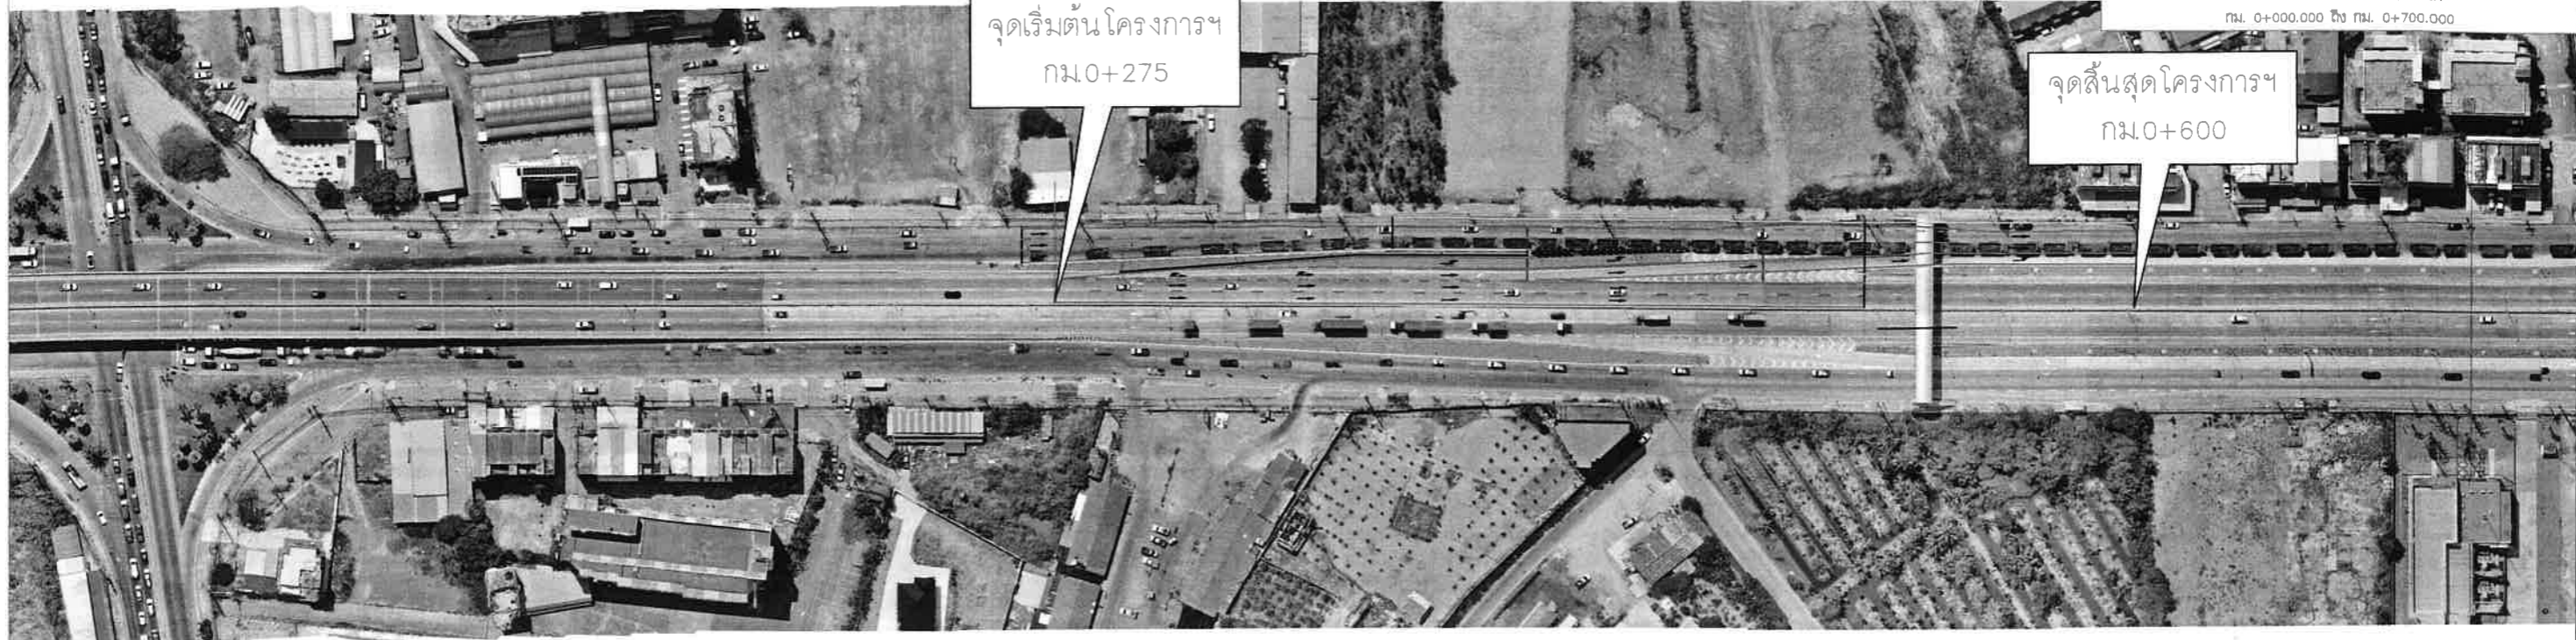 จุดเริ่มต้นโครงการฯ
กม.0+275
กม. 0+000.000 ถึง กม. 0+700.000
จุดสิ้นสุดโครงการฯ
กม.0+600